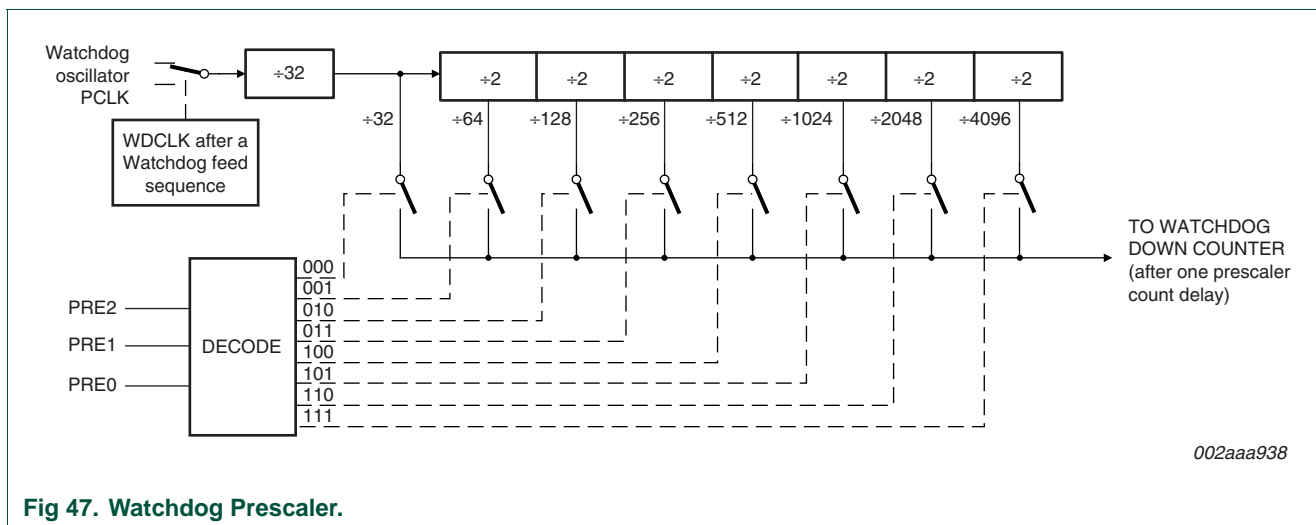 Watchdog
oscillator
PCLK
÷32
÷2 ÷2 ÷2 ÷2 ÷2 ÷2 ÷2
÷32 ÷64 ÷128 ÷256 ÷512 ÷1024 ÷2048 ÷4096
WDCLK after a
Watchdog feed
sequence
TO WATCHDOG
DOWN COUNTER
(after one prescaler
count delay)
PRE2
PRE1
PRE0
DECODE
000
001
010
011
100
101
110
111
002aaa938
Fig 47. Watchdog Prescaler.